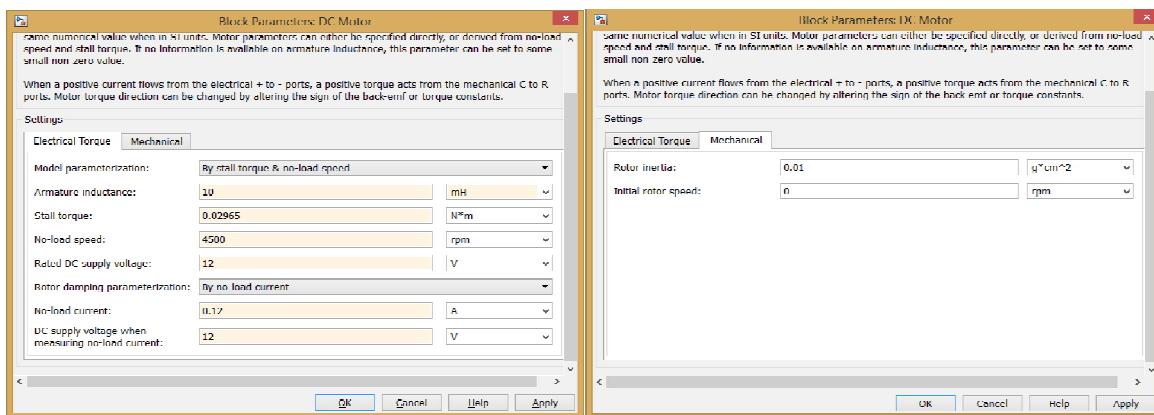 Block Parameters: DC Motor
same numerical value when in SI units. Motor parameters can either be specified directly, or derived from no-load
speed and stall torque. If no information is available on armature inductance, this parameter can be set to some
small non zero value.
When a positive current flows from the electrical + to - ports, a positive torque acts from the mechanical C to R
ports. Motor torque direction can be changed by altering the sign of the back-emf or torque constants.
Settings
Electrical Torque Mechanical
Model parameterization: By stall torque & no-load speed
Armature inductance: 10 mH
Stall torque: 0.02965 N*m
No-load speed: 4500 rpm
Rated DC supply voltage: 12 V
Rotor damping parameterization: By no load current
No-load current: 0.12 A
DC supply voltage when
measuring no-load current: 12 V
OK Cancel Help Apply
Block Parameters: DC Motor
same numerical value when in SI units. Motor parameters can either be specified directly, or derived from no-load
speed and stall torque. If no information is available on armature inductance, this parameter can be set to some
small non zero value.
When a positive current flows from the electrical + to - ports, a positive torque acts from the mechanical C to R
ports. Motor torque direction can be changed by altering the sign of the back emf or torque constants.
Settings
Electrical Torque Mechanical
Rotor inertia: 0.01 g*cm^2
Initial rotor speed: 0 rpm
OK Cancel Help Apply